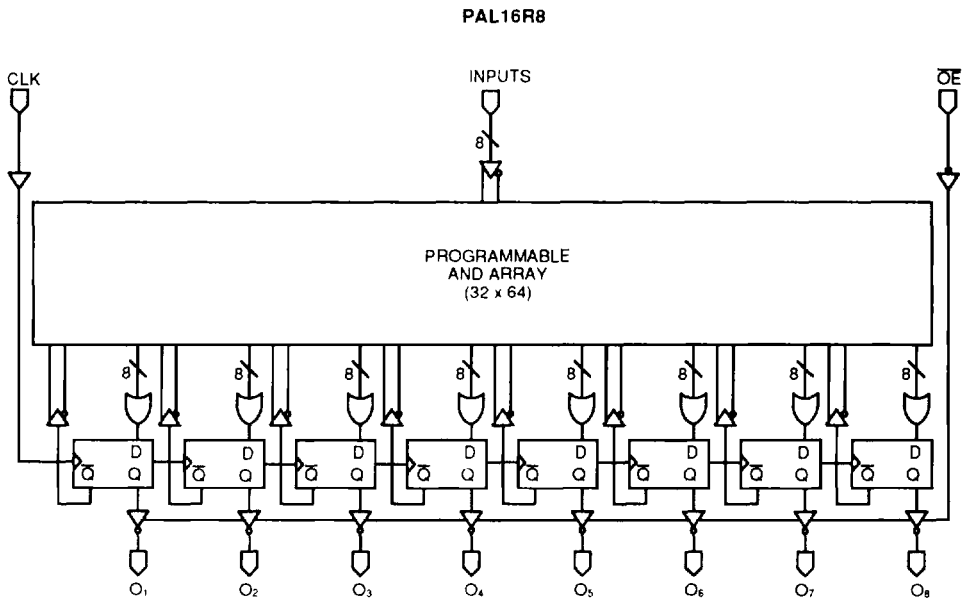 PAL16R8
CLK
INPUTS
O̅E̅
8
PROGRAMMABLE
AND ARRAY
(32 x 64)
8 8 8 8 8 8 8 8
D D D D D D D D
Q̅ Q Q̅ Q Q̅ Q Q̅ Q Q̅ Q Q̅ Q Q̅ Q Q̅ Q
O₁ O₂ O₃ O₄ O₅ O₆ O₇ O₈